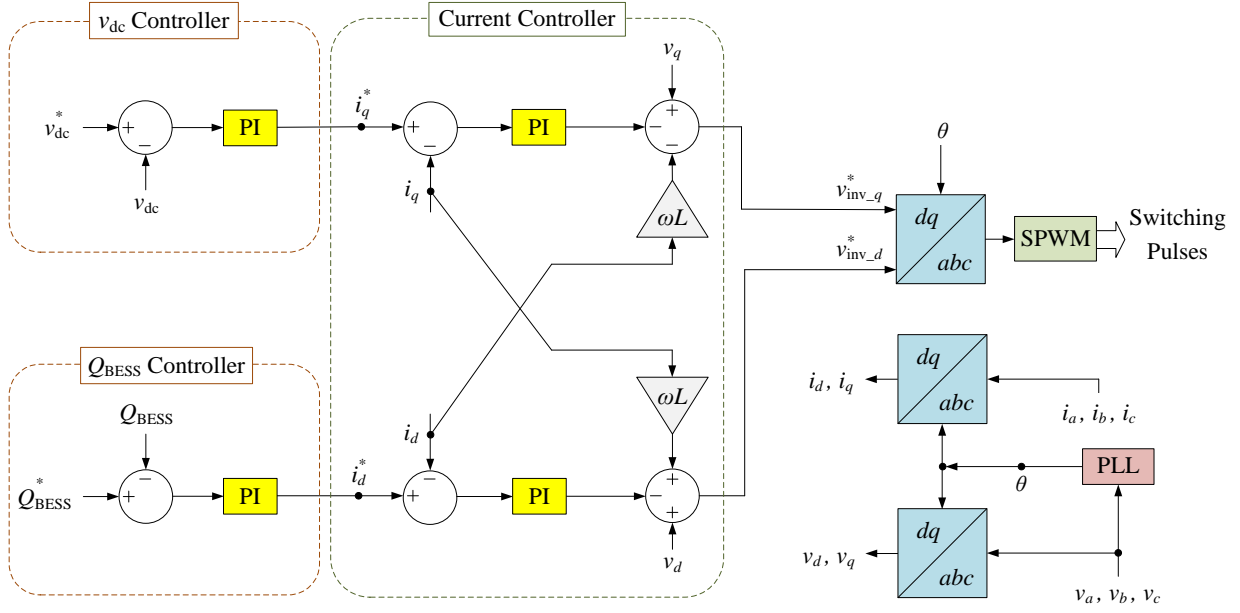 v_dc Controller
Current Controller
v_q
v*_dc
+
−
PI
i*_q
+
−
PI
+
−
−
v_dc
i_q
ωL
θ
v*_inv_q
v*_inv_d
dq
abc
SPWM
Switching
Pulses
Q_BESS Controller
Q_BESS
Q*_BESS
−
+
PI
i_d
i*_d
−
+
PI
ωL
+
−
+
v_d
i_d, i_q
dq
abc
i_a, i_b, i_c
PLL
θ
v_d, v_q
dq
abc
v_a, v_b, v_c